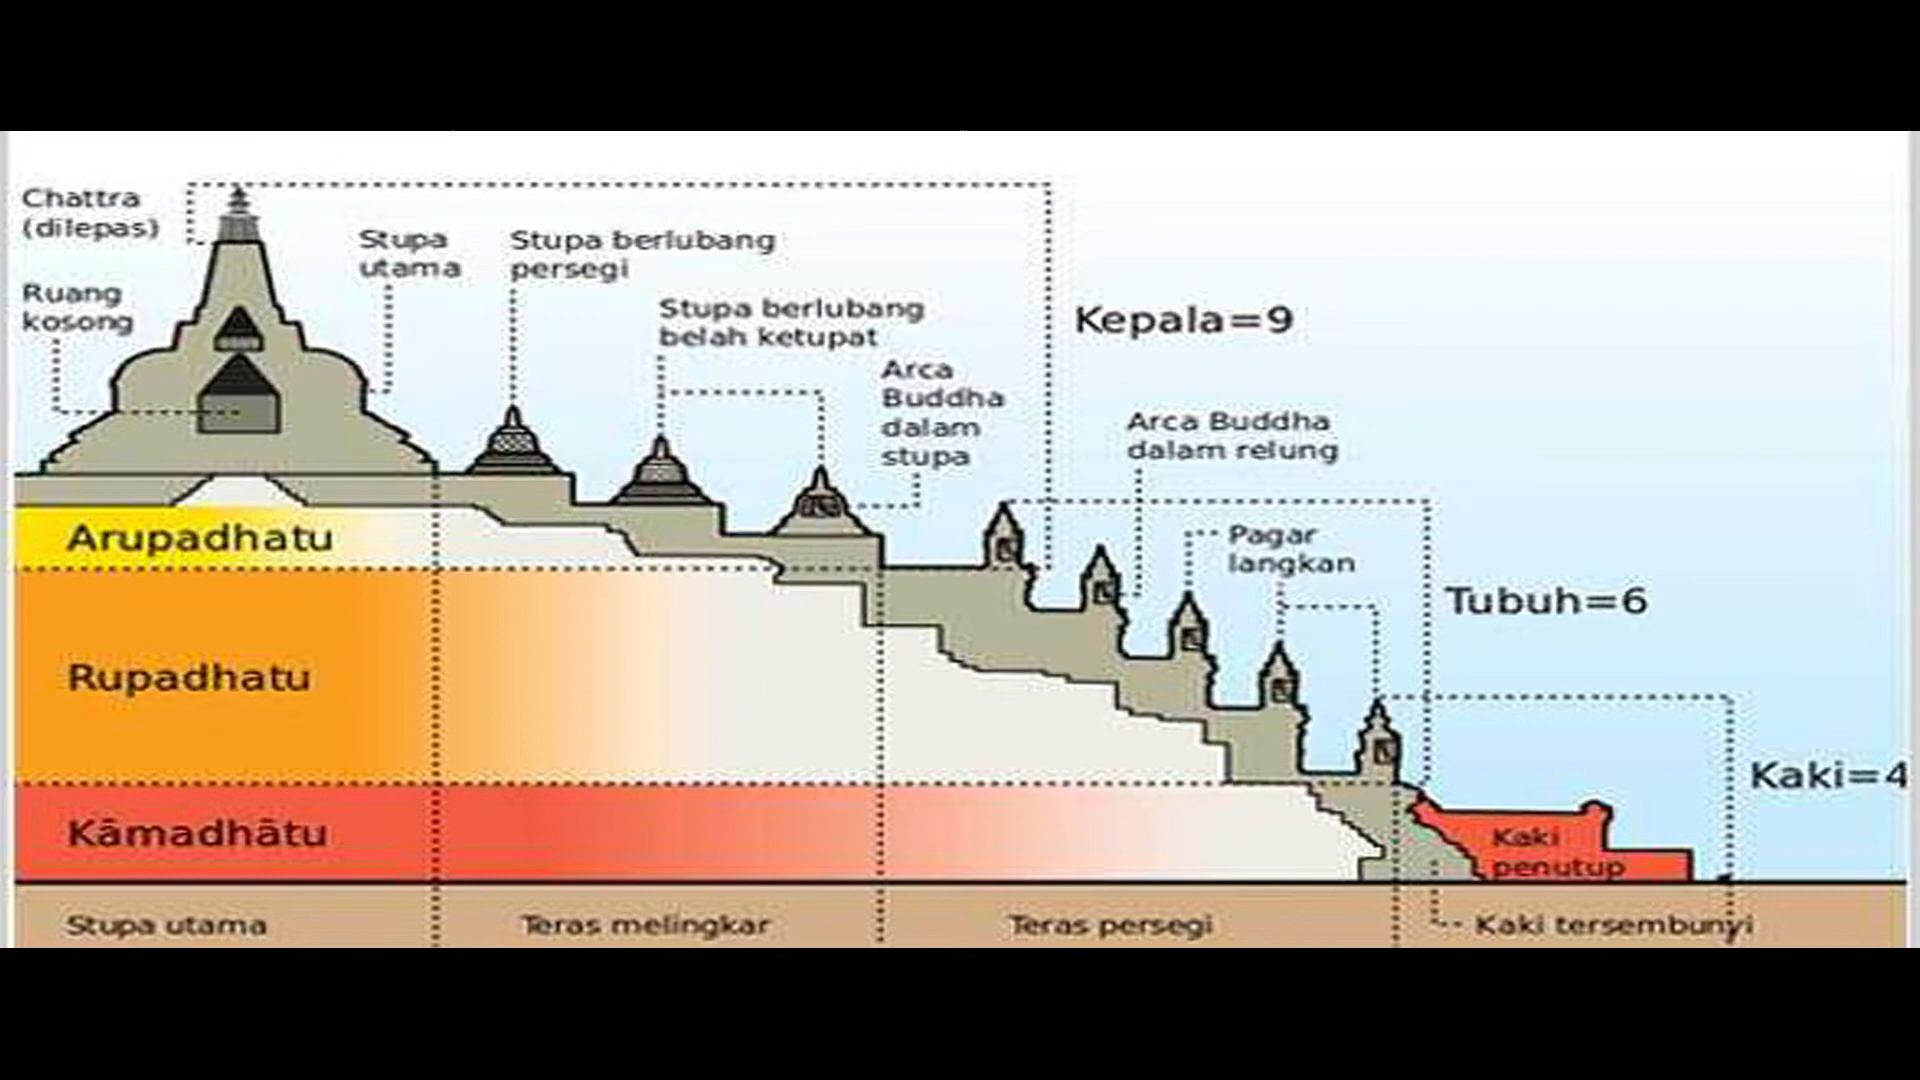 Chattra
(dilepas)
Ruang
kosong
Stupa
utama
Stupa berlubang
persegi
Stupa berlubang
belah ketupat
Arca
Buddha
dalam
stupa
Kepala=9
Arca Buddha
dalam relung
Pagar
langkan
Tubuh=6
Kaki=4
Arupadhatu
Rupadhatu
Kāmadhātu
Kaki
penutup
Stupa utama
Teras melingkar
Teras persegi
Kaki tersembunyi